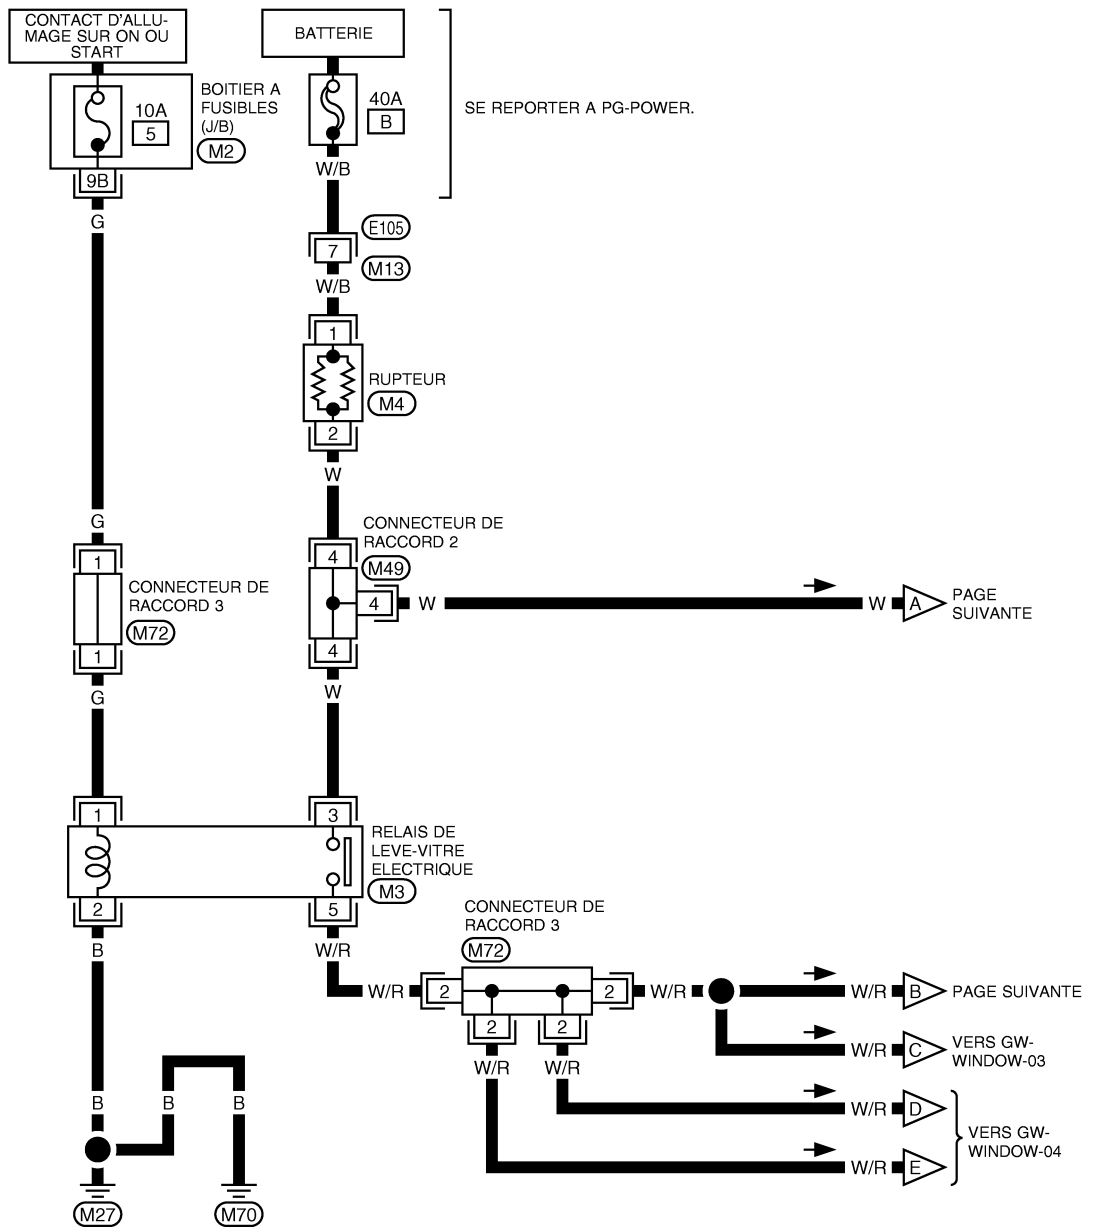 CONTACT D'ALLU-
MAGE SUR ON OU
START
BATTERIE
BOITIER A
FUSIBLES
(J/B)
M2
10A
5
40A
B
SE REPORTER A PG-POWER.
9B
W/B
G
E105
7
M13
W/B
1
RUPTEUR
M4
2
W
G
CONNECTEUR DE
RACCORD 2
M49
4
1
CONNECTEUR DE
RACCORD 3
M72
4
W
W
A
PAGE
SUIVANTE
1
4
G
W
1
3
RELAIS DE
LEVE-VITRE
ELECTRIQUE
M3
2
5
B
W/R
CONNECTEUR DE
RACCORD 3
M72
W/R
2
2
W/R
W/R
B
PAGE SUIVANTE
2
2
W/R
C
VERS GW-
WINDOW-03
W/R
W/R
B
B
B
W/R
D
VERS GW-
WINDOW-04
W/R
E
M27
M70